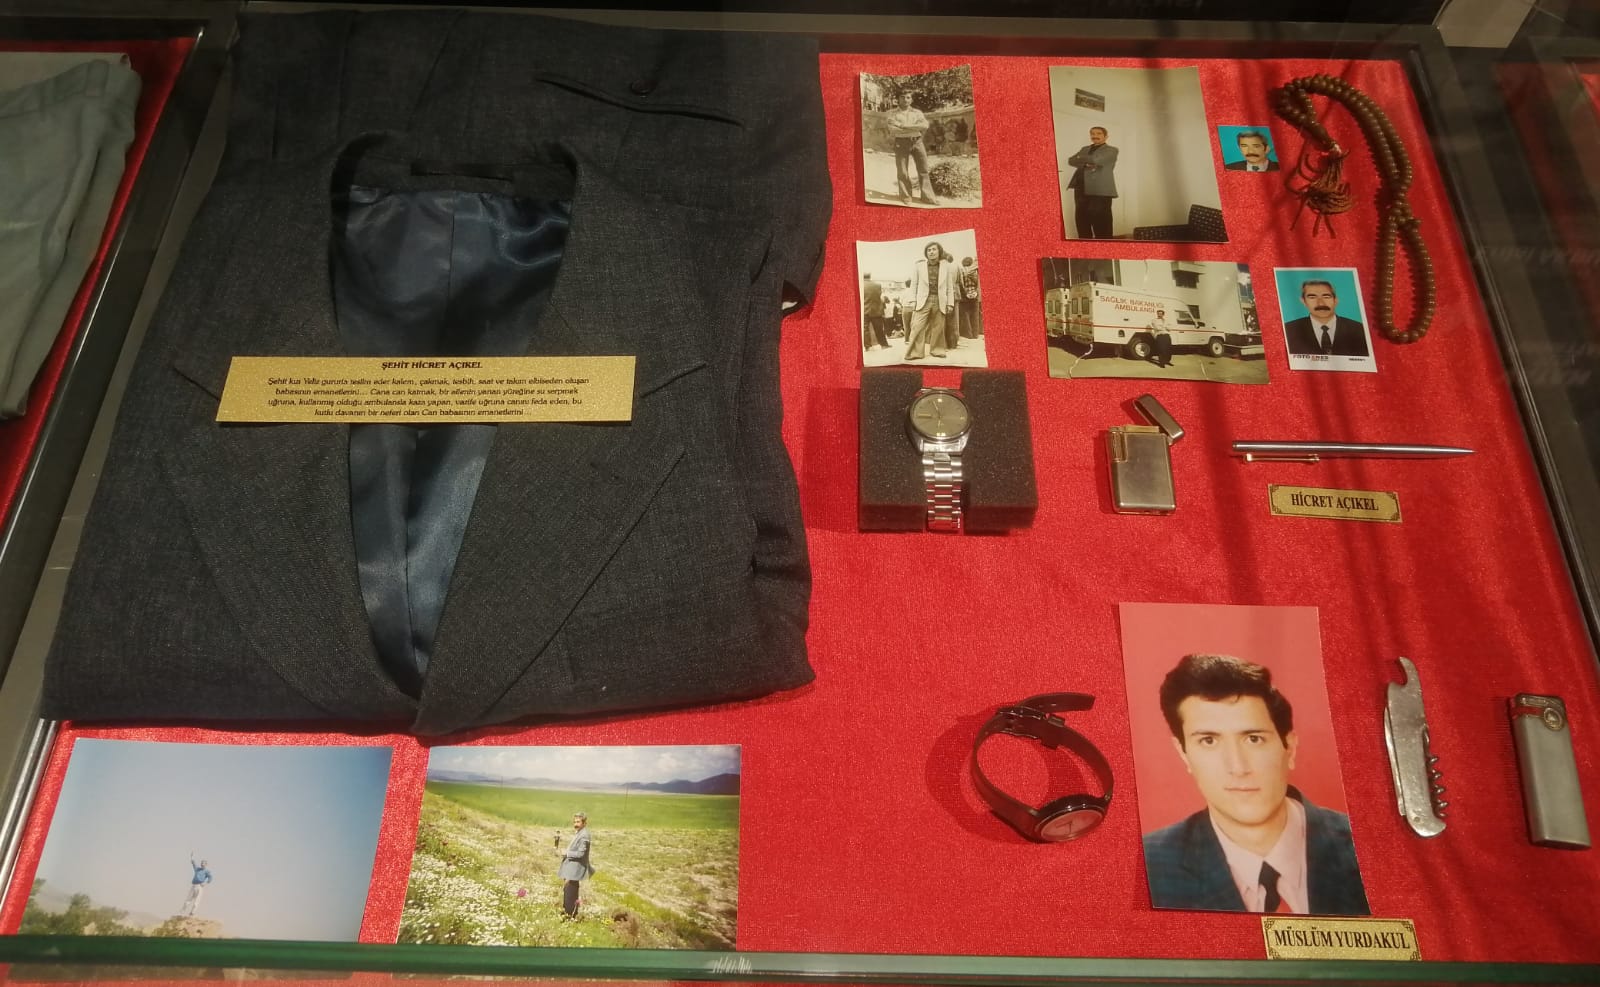 ŞEHİT HİCRET AÇIKEL
Şehit kızı Yeliz gururla teslim eder kalem, çakmak, tesbih, saat ve takım elbiseden oluşan
babasının emanetlerini... Cana can katmak, bir ailenin yanan yüreğine su serpmek
uğruna, kullanmış olduğu ambulansla kaza yapan, vazife uğruna canını feda eden, bu
kutlu davanın bir neferi olan Can babasının emanetlerini...
SAĞLIK BAKANLIĞI
AMBULANSI
FOTO ENES
HİCRET AÇIKEL
MÜSLÜM YURDAKUL